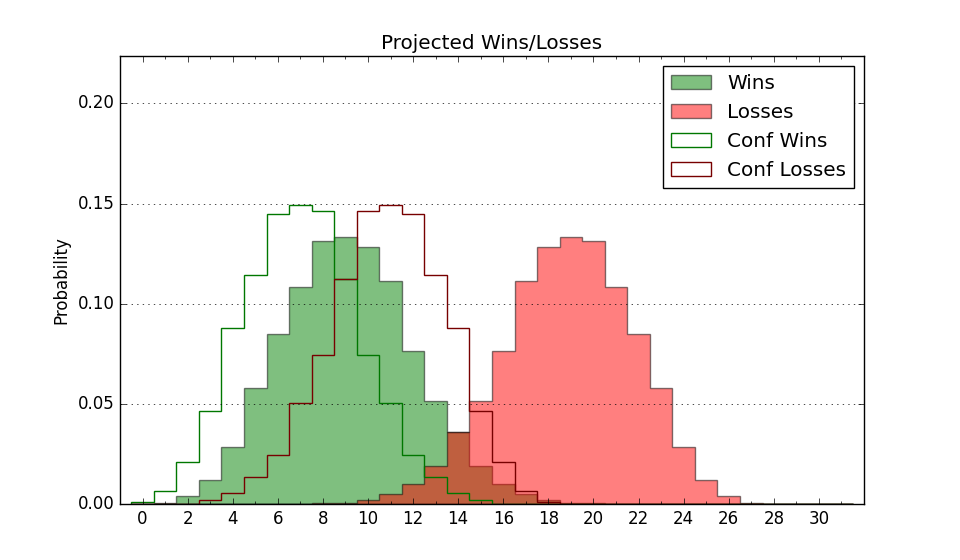 Projected Wins/Losses
Wins
Losses
Conf Wins
Conf Losses
Probability
0.20
0.15
0.10
0.05
0.00
0 2 4 6 8 10 12 14 16 18 20 22 24 26 28 30